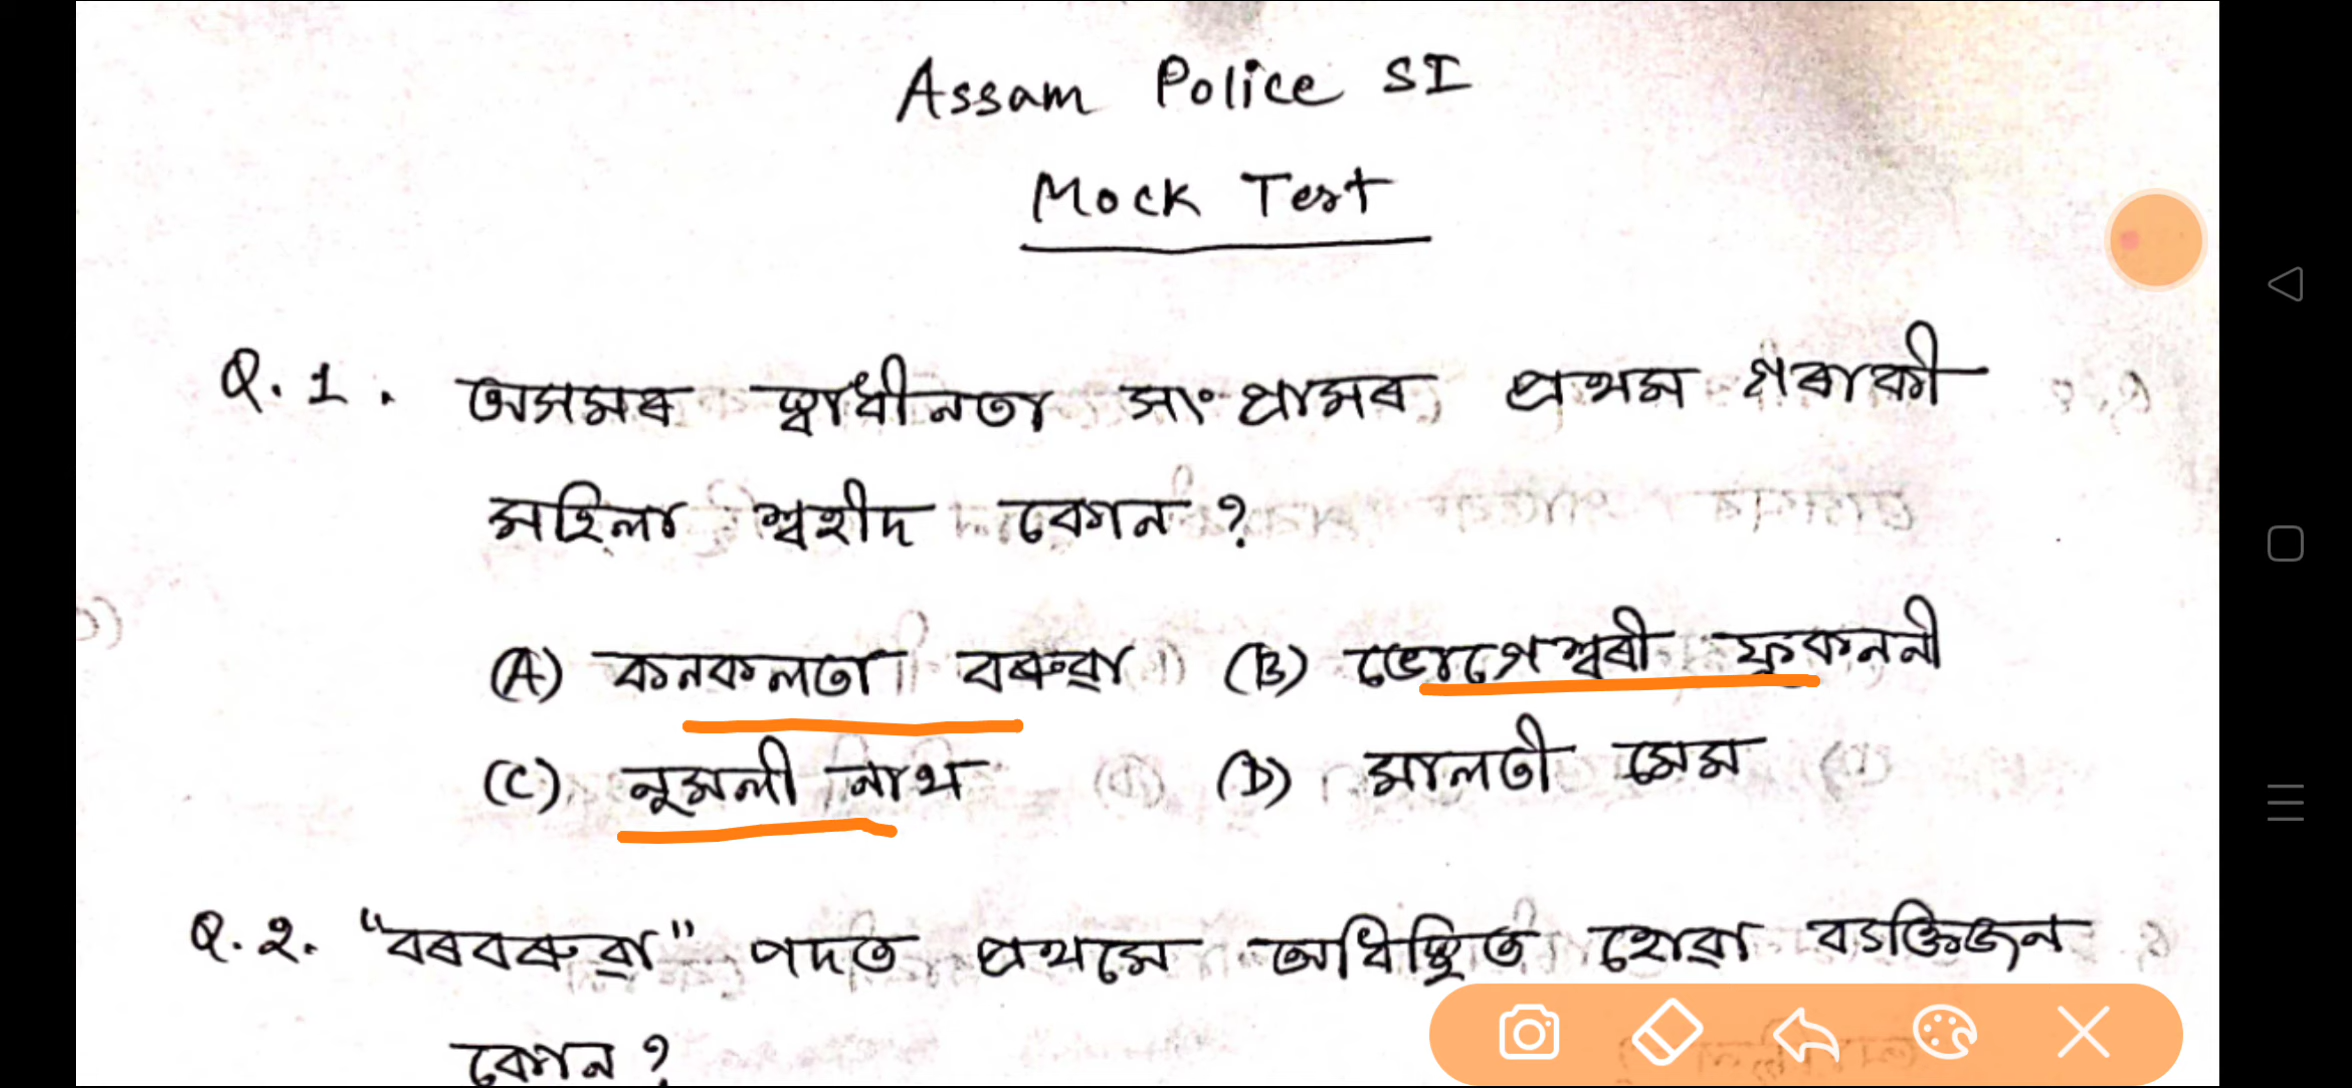 Assam Police SI
Mock Test
Q.1. অসমৰ স্বাধীনতা সংগ্ৰামৰ প্ৰথম গৰাকী
মহিলা শ্বহীদ কোন?
(A) কনকলতা বৰুৱা (B) ভোগেশ্বৰী ফুকননী
(C) নুমলী নাথ (D) মালতী মেম
Q.2. "বৰবৰুৱা" পদত প্ৰথমে অধিস্থিত হোৱা ব্যক্তিজন
কোন?